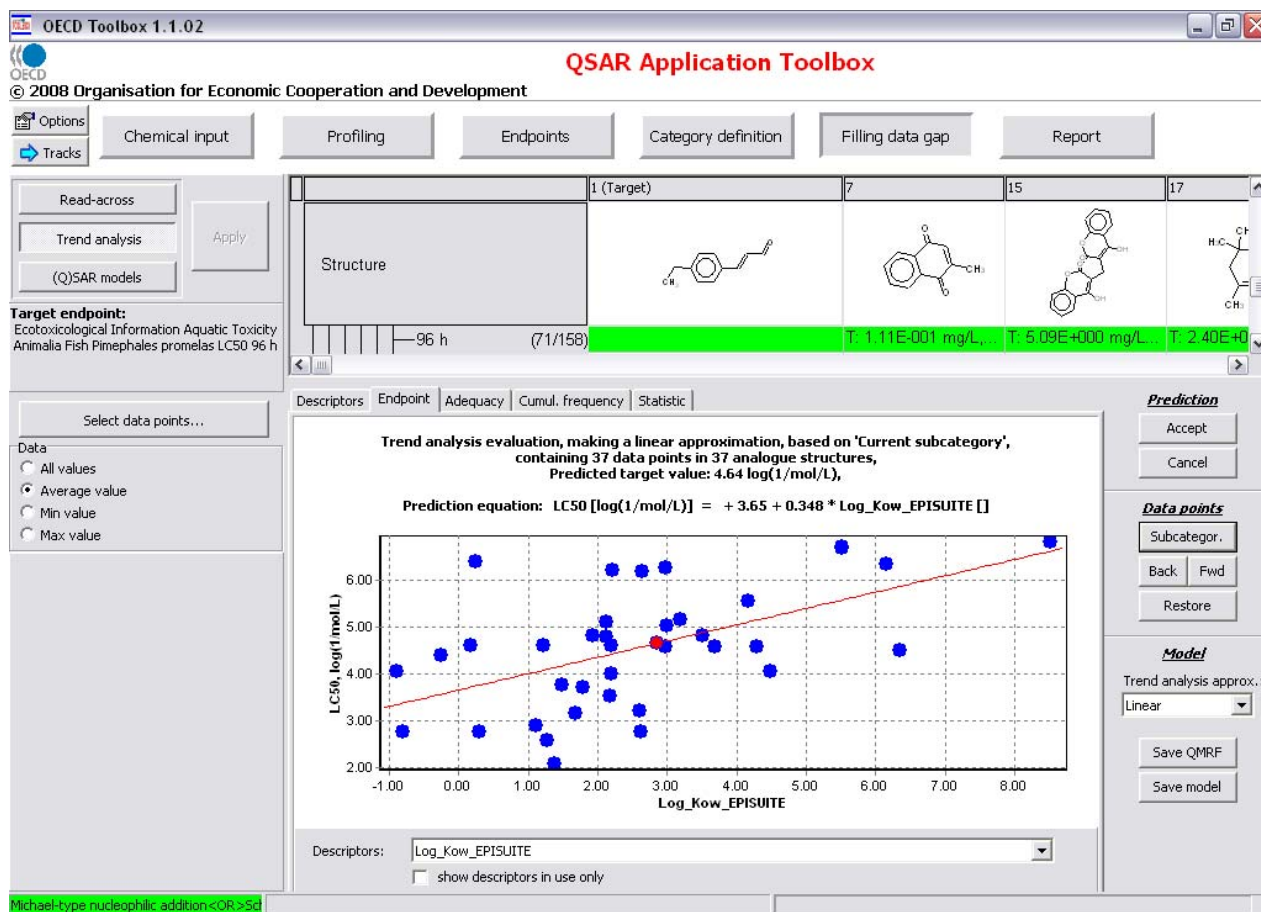 OECD Toolbox 1.1.02
OECD
QSAR Application Toolbox
© 2008 Organisation for Economic Cooperation and Development
Options
Tracks
Chemical input
Profiling
Endpoints
Category definition
Filling data gap
Report
Read-across
Trend analysis
(Q)SAR models
Apply
Target endpoint:
Ecotoxicological Information Aquatic Toxicity
Animalia Fish Pimephales promelas LC50 96 h
1 (Target)
7
15
17
Structure
96 h (71/158)
T: 1.11E-001 mg/L,...
T: 5.09E+000 mg/L...
T: 2.40E+0
Select data points...
Data
All values
Average value
Min value
Max value
Descriptors
Endpoint
Adequacy
Cumul. frequency
Statistic
Trend analysis evaluation, making a linear approximation, based on 'Current subcategory',
containing 37 data points in 37 analogue structures,
Predicted target value: 4.64 log(1/mol/L),
Prediction equation: LC50 [log(1/mol/L)] = + 3.65 + 0.348 * Log_Kow_EPISUITE []
LC50, log(1/mol/L)
6.00
5.00
4.00
3.00
2.00
-1.00 0.00 1.00 2.00 3.00 4.00 5.00 6.00 7.00 8.00
Log_Kow_EPISUITE
Descriptors: Log_Kow_EPISUITE
show descriptors in use only
Prediction
Accept
Cancel
Data points
Subcategor.
Back Fwd
Restore
Model
Trend analysis approx.:
Linear
Save QMRF
Save model
Michael-type nucleophilic addition<OR>Sch